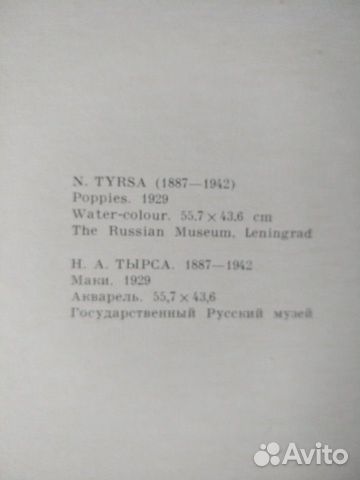 N. TYRSA (1887—1942)
Poppies. 1929
Water-colour. 55,7 × 43,6 cm
The Russian Museum, Leningrad
Н. А. ТЫРСА. 1887—1942
Маки. 1929
Акварель. 55,7 × 43,6
Государственный Русский музей
Avito